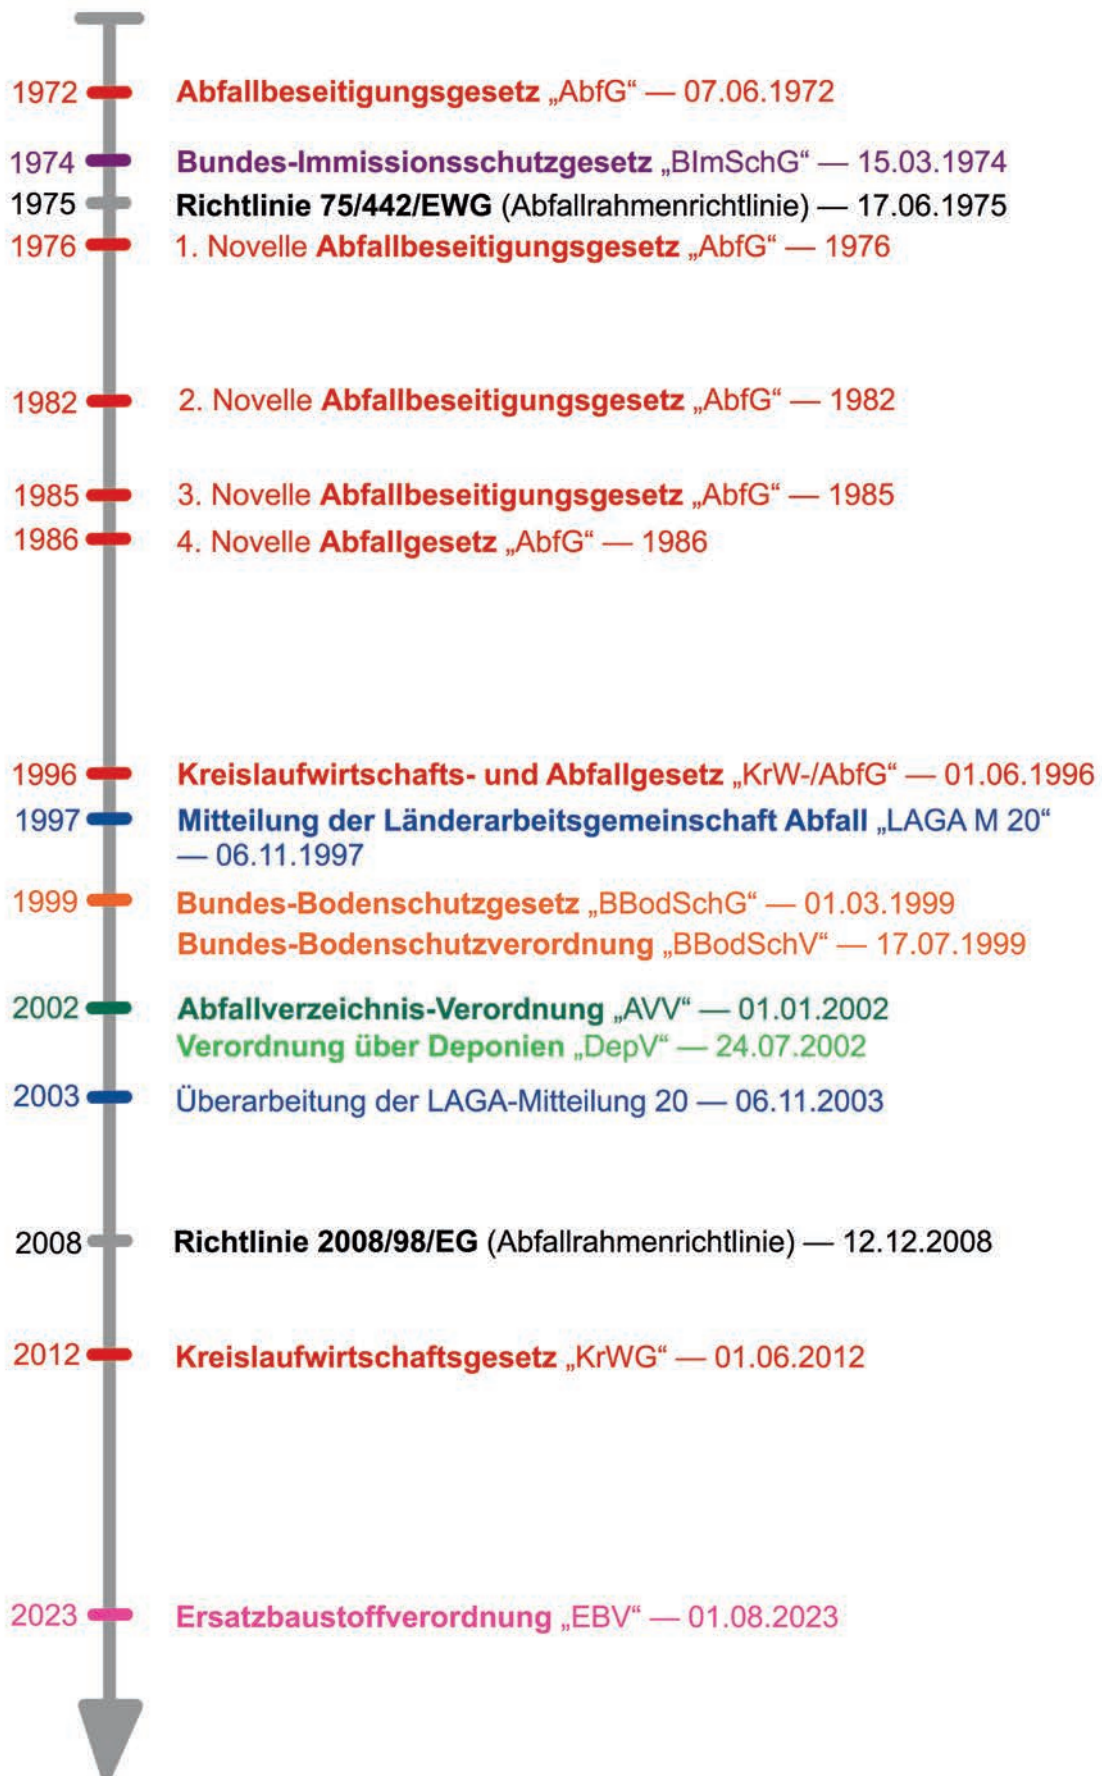 1972 Abfallbeseitigungsgesetz „AbfG“ — 07.06.1972
1974 Bundes-Immissionsschutzgesetz „BImSchG“ — 15.03.1974
1975 Richtlinie 75/442/EWG (Abfallrahmenrichtlinie) — 17.06.1975
1976 1. Novelle Abfallbeseitigungsgesetz „AbfG“ — 1976
1982 2. Novelle Abfallbeseitigungsgesetz „AbfG“ — 1982
1985 3. Novelle Abfallbeseitigungsgesetz „AbfG“ — 1985
1986 4. Novelle Abfallgesetz „AbfG“ — 1986
1996 Kreislaufwirtschafts- und Abfallgesetz „KrW-/AbfG“ — 01.06.1996
1997 Mitteilung der Länderarbeitsgemeinschaft Abfall „LAGA M 20“
— 06.11.1997
1999 Bundes-Bodenschutzgesetz „BBodSchG“ — 01.03.1999
Bundes-Bodenschutzverordnung „BBodSchV“ — 17.07.1999
2002 Abfallverzeichnis-Verordnung „AVV“ — 01.01.2002
Verordnung über Deponien „DepV“ — 24.07.2002
2003 Überarbeitung der LAGA-Mitteilung 20 — 06.11.2003
2008 Richtlinie 2008/98/EG (Abfallrahmenrichtlinie) — 12.12.2008
2012 Kreislaufwirtschaftsgesetz „KrWG“ — 01.06.2012
2023 Ersatzbaustoffverordnung „EBV“ — 01.08.2023